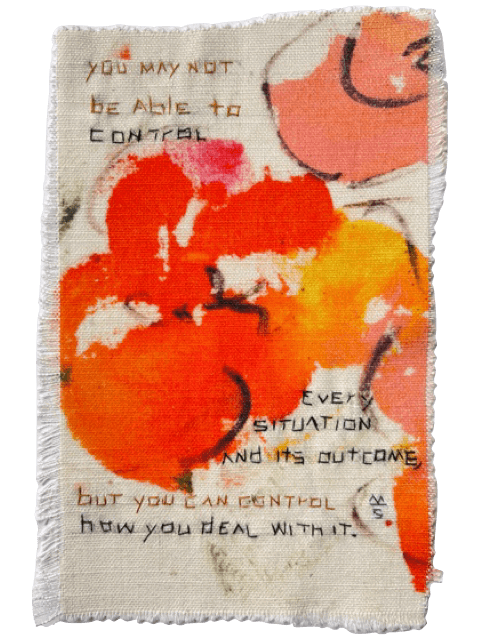 you MAY NOT
bE AbLE to
CONTROL
EVERY
SITUATION
AND ITS OUTCOME,
but you CAN CONTROL
how you dEAL WITH IT.
MS